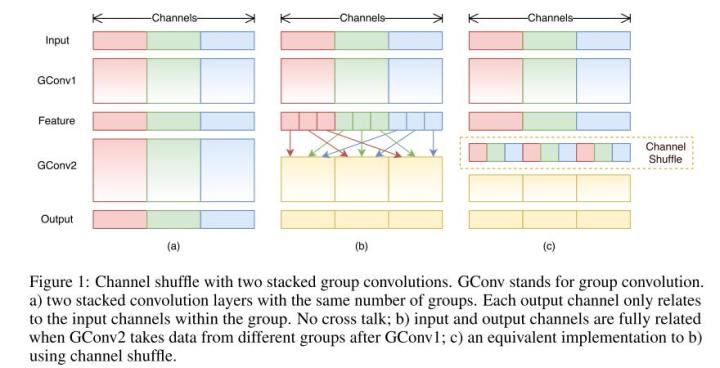 Channels Channels Channels
Input
GConv1
Feature
Channel
Shuffle
GConv2
Output
(a) (b) (c)
Figure 1: Channel shuffle with two stacked group convolutions. GConv stands for group convolution.
a) two stacked convolution layers with the same number of groups. Each output channel only relates
to the input channels within the group. No cross talk; b) input and output channels are fully related
when GConv2 takes data from different groups after GConv1; c) an equivalent implementation to b)
using channel shuffle.